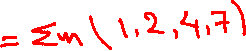 = Σm(1,2,4,7)